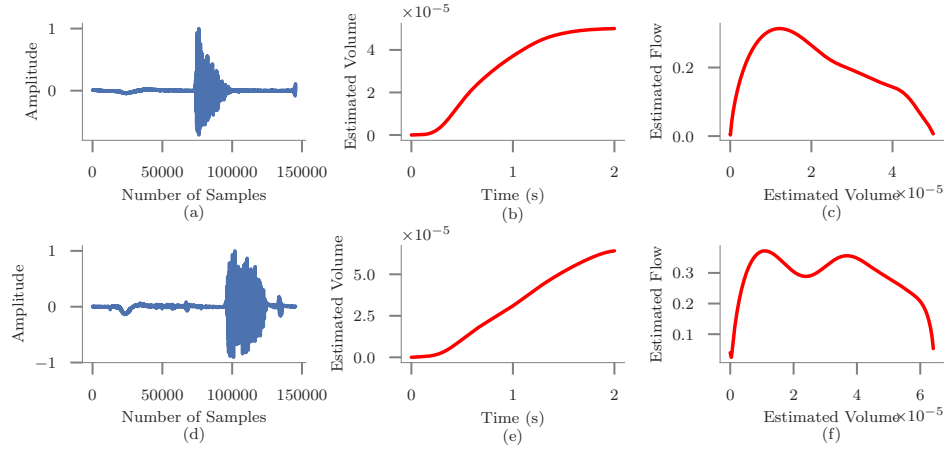 ×10⁻⁵
1
0
Amplitude
0 50000 100000 150000
Number of Samples
(a)
4
2
0
Estimated Volume
0 1 2
Time (s)
(b)
0.2
0.0
Estimated Flow
0 2 4
Estimated Volume ×10⁻⁵
(c)
1
0
−1
Amplitude
0 50000 100000 150000
Number of Samples
(d)
×10⁻⁵
5.0
2.5
0.0
Estimated Volume
0 1 2
Time (s)
(e)
0.3
0.2
0.1
Estimated Flow
0 2 4 6
Estimated Volume ×10⁻⁵
(f)